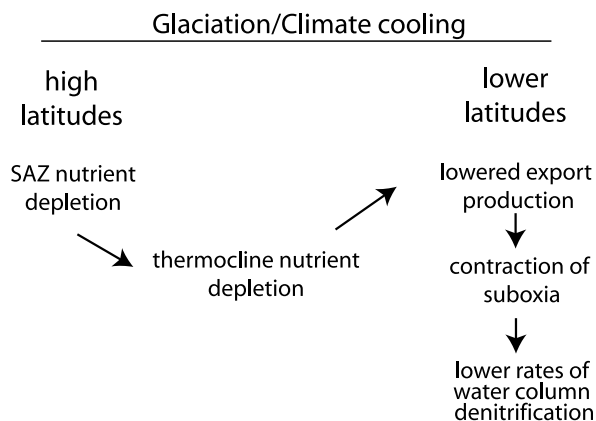 Glaciation/Climate cooling
high
latitudes
lower
latitudes
SAZ nutrient
depletion
thermocline nutrient
depletion
lowered export
production
contraction of
suboxia
lower rates of
water column
denitrification